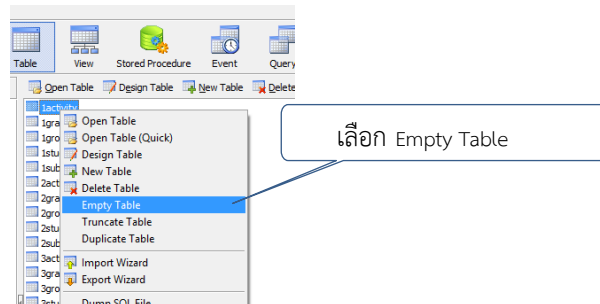 Table View Stored Procedure Event Query
Open Table Design Table New Table Delete
1activity
1gra
1gro
1stu
1sub
2act
2gra
2gro
2stu
2sub
3act
3gra
3gro
3stu
Open Table
Open Table (Quick)
Design Table
New Table
Delete Table
Empty Table
Truncate Table
Duplicate Table
Import Wizard
Export Wizard
Dump SQL File
เลือก Empty Table